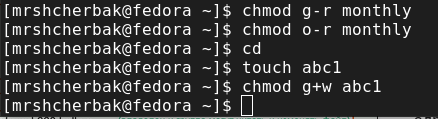 [mrshcherbak@fedora ~]$ chmod g-r monthly
[mrshcherbak@fedora ~]$ chmod o-r monthly
[mrshcherbak@fedora ~]$ cd
[mrshcherbak@fedora ~]$ touch abc1
[mrshcherbak@fedora ~]$ chmod g+w abc1
[mrshcherbak@fedora ~]$